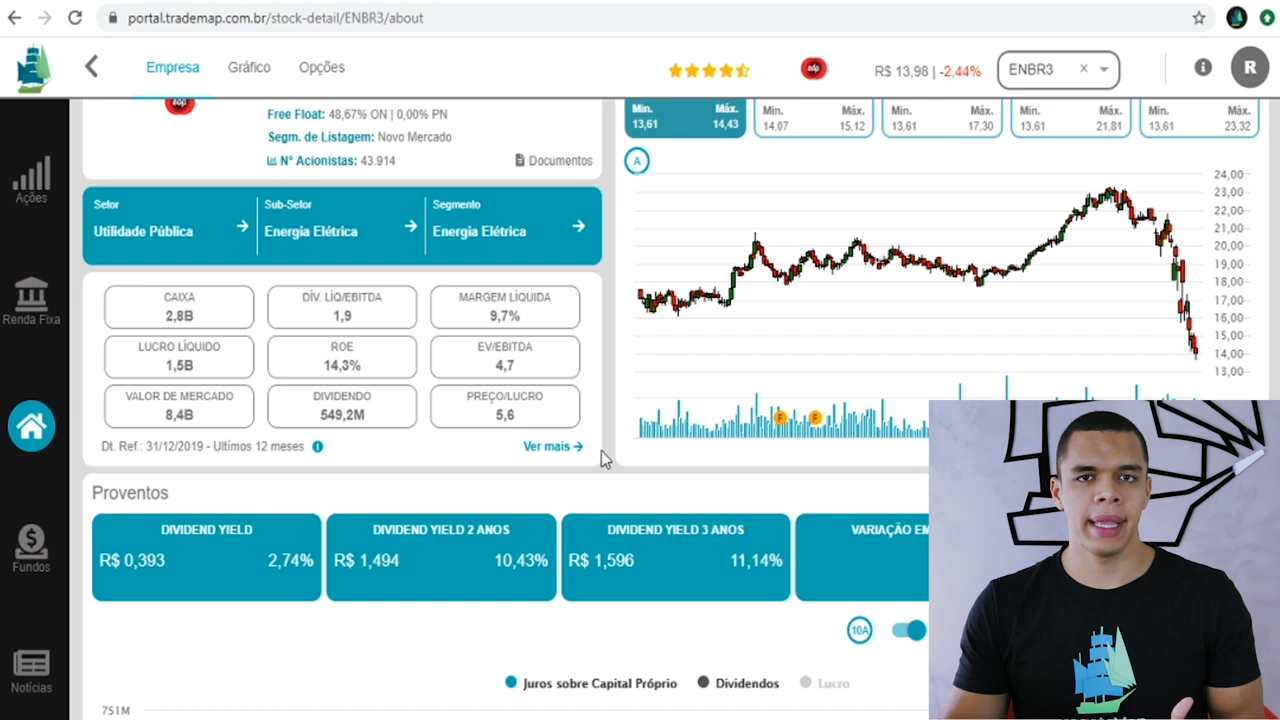 portal.trademap.com.br/stock-detail/ENBR3/about
Empresa
Gráfico
Opções
edp
R$ 13,98 | -2,44%
ENBR3
R
edp
Free Float: 48,67% ON | 0,00% PN
Segm. de Listagem: Novo Mercado
Nº Acionistas: 43.914
Documentos
Min. Máx.
13,61 14,43
Min. Máx.
14,07 15,12
Min. Máx.
13,61 17,30
Min. Máx.
13,61 21,81
Min. Máx.
13,61 23,32
A
Ações
Renda Fixa
Fundos
Notícias
Setor
Utilidade Pública
Sub-Setor
Energia Elétrica
Segmento
Energia Elétrica
CAIXA
2,8B
DÍV. LÍQ/EBITDA
1,9
MARGEM LÍQUIDA
9,7%
LUCRO LÍQUIDO
1,5B
ROE
14,3%
EV/EBITDA
4,7
VALOR DE MERCADO
8,4B
DIVIDENDO
549,2M
PREÇO/LUCRO
5,6
Dt. Ref.: 31/12/2019 - Ultímos 12 meses
Ver mais
24,00
23,00
22,00
21,00
20,00
19,00
18,00
17,00
16,00
15,00
14,00
13,00
F
F
Proventos
DIVIDEND YIELD
R$ 0,393 2,74%
DIVIDEND YIELD 2 ANOS
R$ 1,494 10,43%
DIVIDEND YIELD 3 ANOS
R$ 1,596 11,14%
VARIAÇÃO EM
10A
Juros sobre Capital Próprio
Dividendos
Lucro
751M